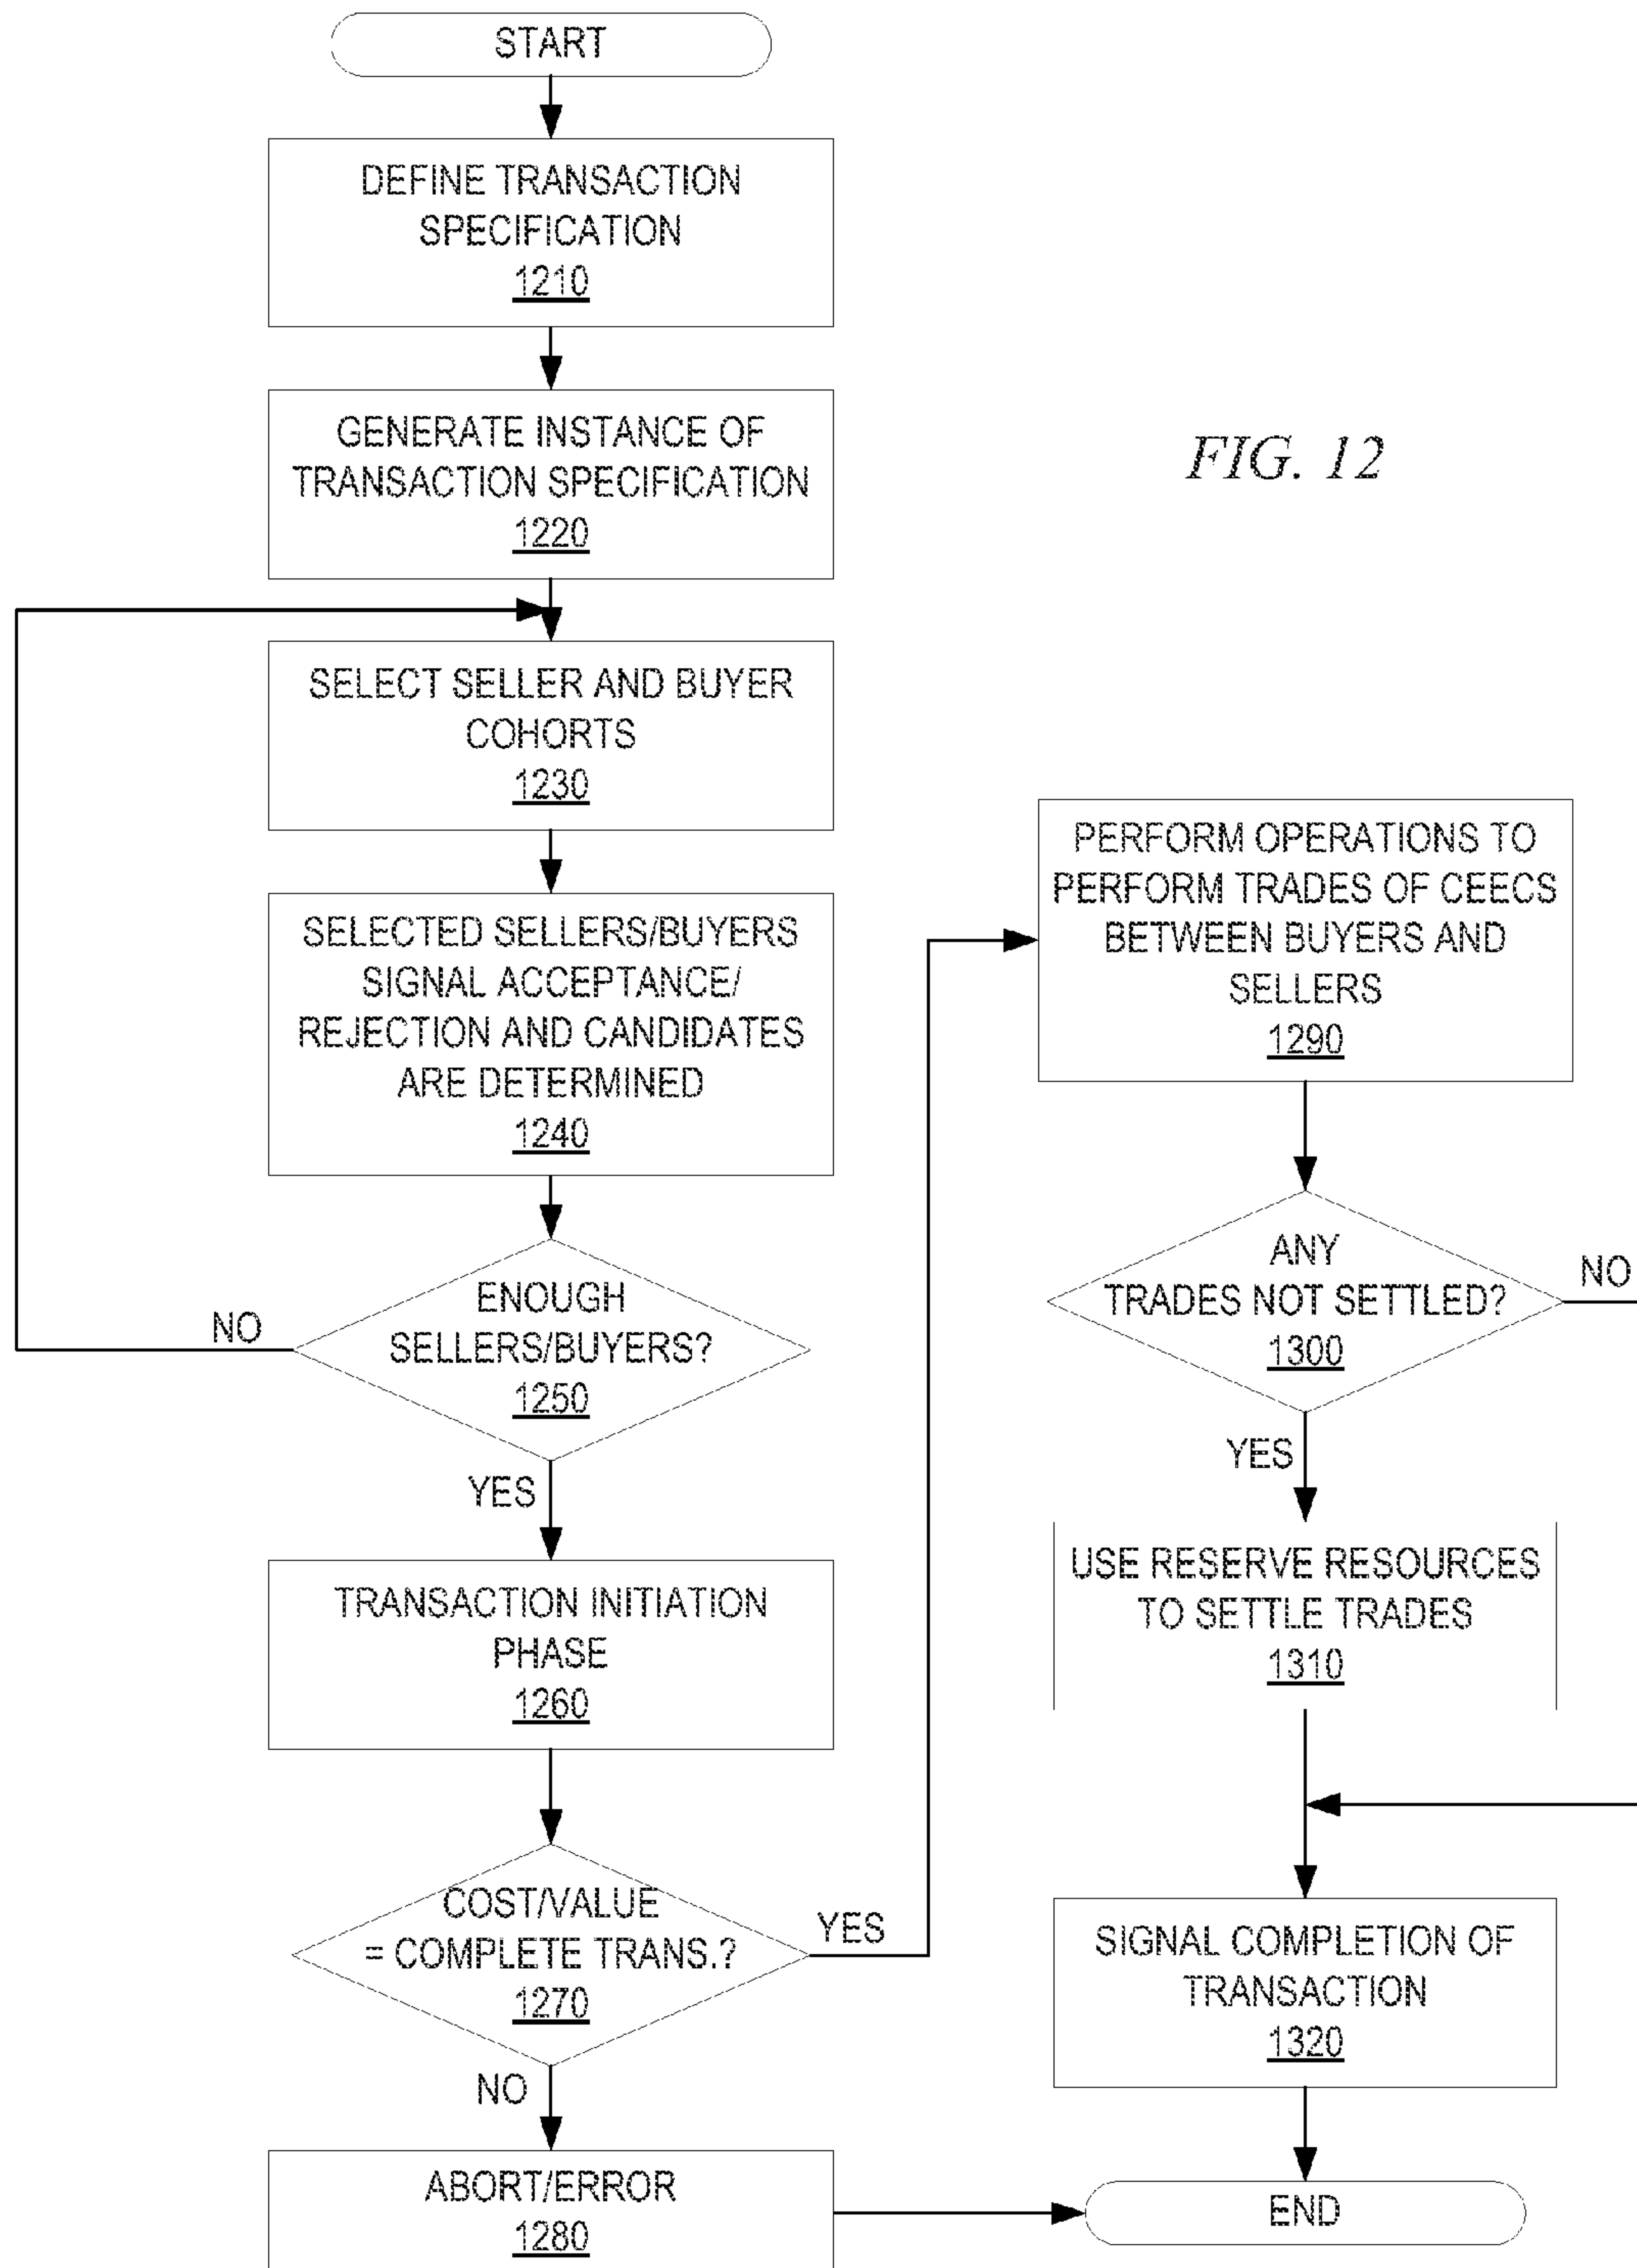 START
DEFINE TRANSACTION
SPECIFICATION
1210
GENERATE INSTANCE OF
TRANSACTION SPECIFICATION
1220
FIG. 12
SELECT SELLER AND BUYER
COHORTS
1230
SELECTED SELLERS/BUYERS
SIGNAL ACCEPTANCE/
REJECTION AND CANDIDATES
ARE DETERMINED
1240
ENOUGH
SELLERS/BUYERS?
1250
NO
YES
TRANSACTION INITIATION
PHASE
1260
COST/VALUE
= COMPLETE TRANS.?
1270
YES
NO
ABORT/ERROR
1280
PERFORM OPERATIONS TO
PERFORM TRADES OF CEECS
BETWEEN BUYERS AND
SELLERS
1290
ANY
TRADES NOT SETTLED?
1300
NO
YES
USE RESERVE RESOURCES
TO SETTLE TRADES
1310
SIGNAL COMPLETION OF
TRANSACTION
1320
END